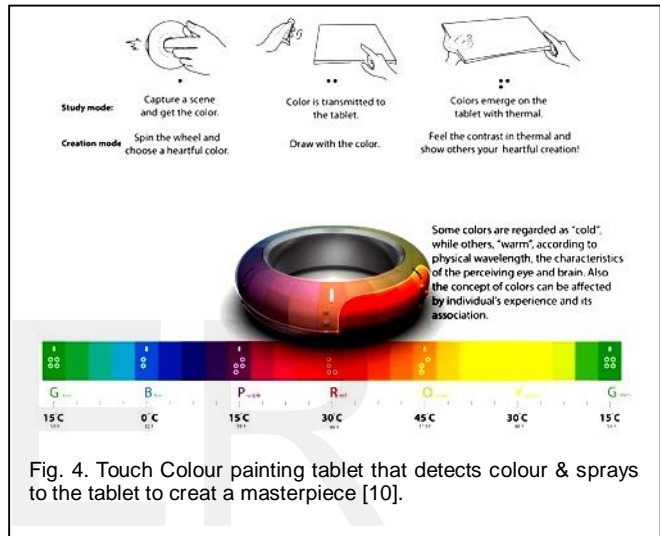 Study mode:
Capture a scene
and get the color.
Color is transmitted to
the tablet.
Colors emerge on the
tablet with thermal.
Creation mode
Spin the wheel and
choose a heartful color.
Draw with the color.
Feel the contrast in thermal and
show others your heartful creation!
Some colors are regarded as "cold",
while others, "warm", according to
physical wavelength, the characteristics
of the perceiving eye and brain. Also
the concept of colors can be affected
by individual's experience and its
association.
G B Purple Red O Y G
15°C 0°C 15°C 30°C 45°C 30°C 15°C
Fig. 4. Touch Colour painting tablet that detects colour & sprays
to the tablet to creat a masterpiece [10].
ER